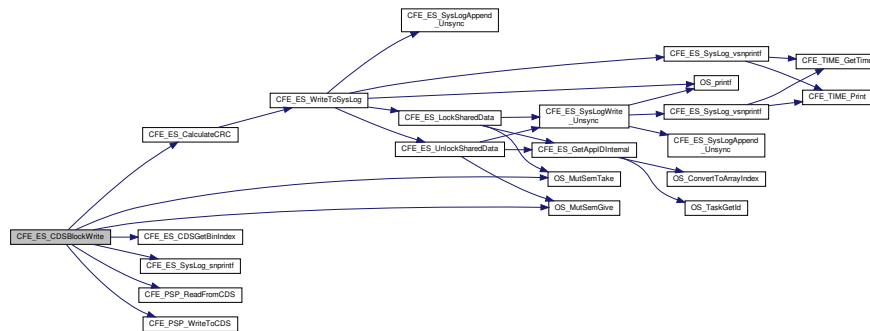 CFE_ES_SysLogAppend
_Unsync
CFE_ES_SysLog_vsnprintf
CFE_TIME_GetTime
OS_printf
CFE_TIME_Print
CFE_ES_WriteToSysLog
CFE_ES_LockSharedData
CFE_ES_SysLogWrite
_Unsync
CFE_ES_SysLog_vsnprintf
CFE_ES_CalculateCRC
CFE_ES_UnlockSharedData
CFE_ES_GetAppIDInternal
CFE_ES_SysLogAppend
_Unsync
OS_MutSemTake
OS_ConvertToArrayIndex
OS_MutSemGive
OS_TaskGetId
CFE_ES_CDSBlockWrite
CFE_ES_CDSGetBinIndex
CFE_ES_SysLog_snprintf
CFE_PSP_ReadFromCDS
CFE_PSP_WriteToCDS